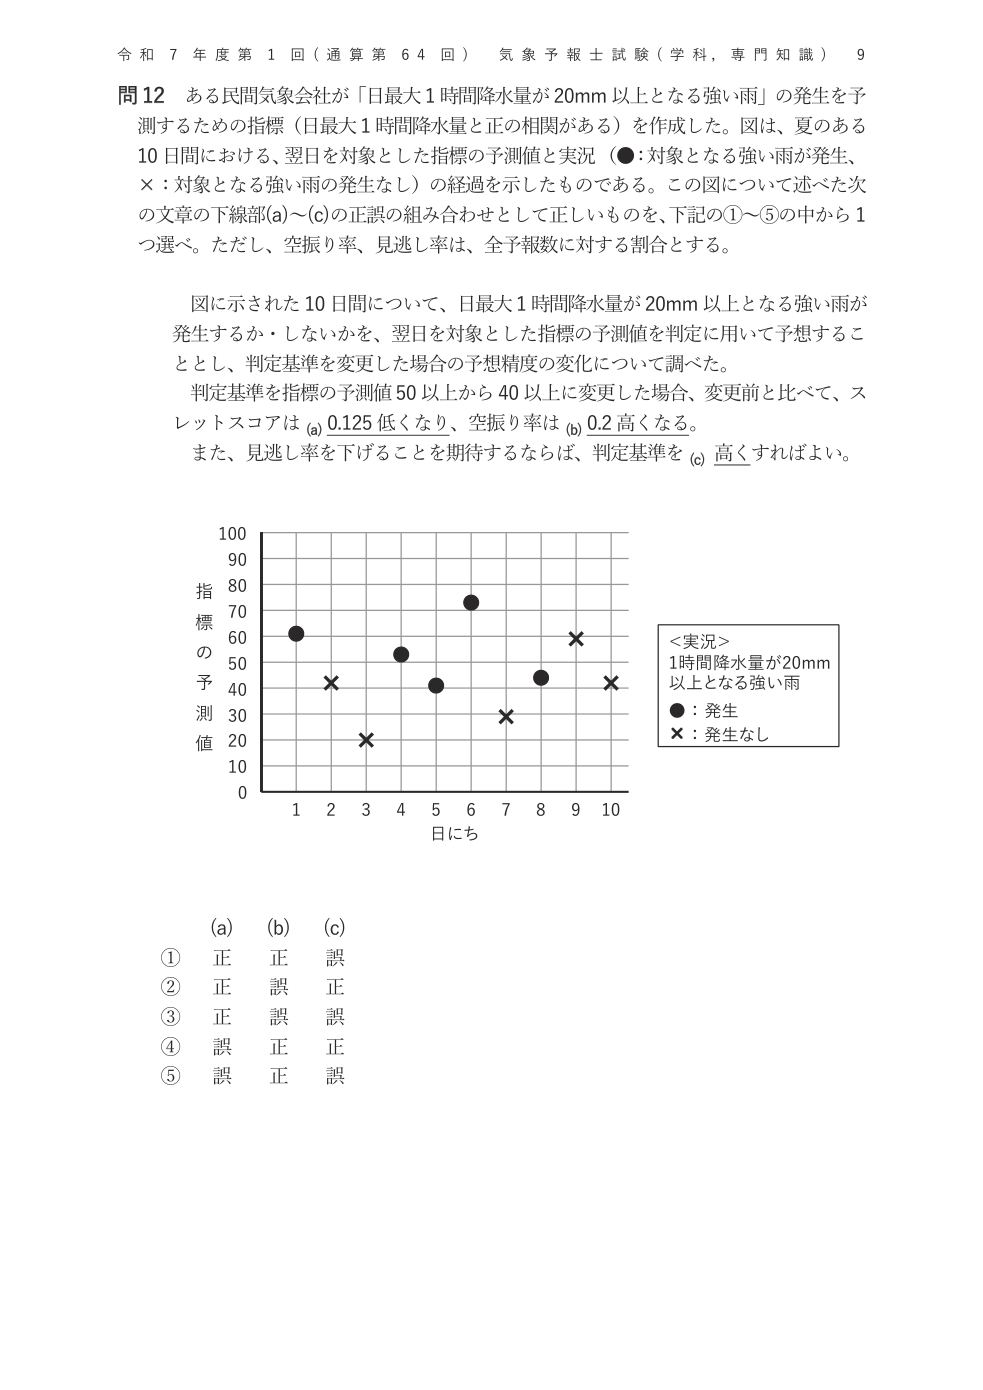 令和7年度第1回(通算第64回) 気象予報士試験(学科, 専門知識) 9
問12 ある民間気象会社が「日最大1時間降水量が20mm以上となる強い雨」の発生を予
測するための指標（日最大1時間降水量と正の相関がある）を作成した。図は、夏のある
10日間における、翌日を対象とした指標の予測値と実況（●：対象となる強い雨が発生、
×：対象となる強い雨の発生なし）の経過を示したものである。この図について述べた次
の文章の下線部(a)～(c)の正誤の組み合わせとして正しいものを、下記の①～⑤の中から1
つ選べ。ただし、空振り率、見逃し率は、全予報数に対する割合とする。
図に示された10日間について、日最大1時間降水量が20mm以上となる強い雨が
発生するか・しないかを、翌日を対象とした指標の予測値を判定に用いて予想するこ
ととし、判定基準を変更した場合の予想精度の変化について調べた。
判定基準を指標の予測値50以上から40以上に変更した場合、変更前と比べて、ス
レットスコアは(a)0.125低くなり、空振り率は(b)0.2高くなる。
また、見逃し率を下げることを期待するならば、判定基準を(c)高くすればよい。
100
90
80
70
60
50
40
30
20
10
0
指標の予測値
1 2 3 4 5 6 7 8 9 10
日にち
＜実況＞
1時間降水量が20mm
以上となる強い雨
●：発生
×：発生なし
(a) (b) (c)
① 正 正 誤
② 正 誤 正
③ 正 誤 誤
④ 誤 正 正
⑤ 誤 正 誤